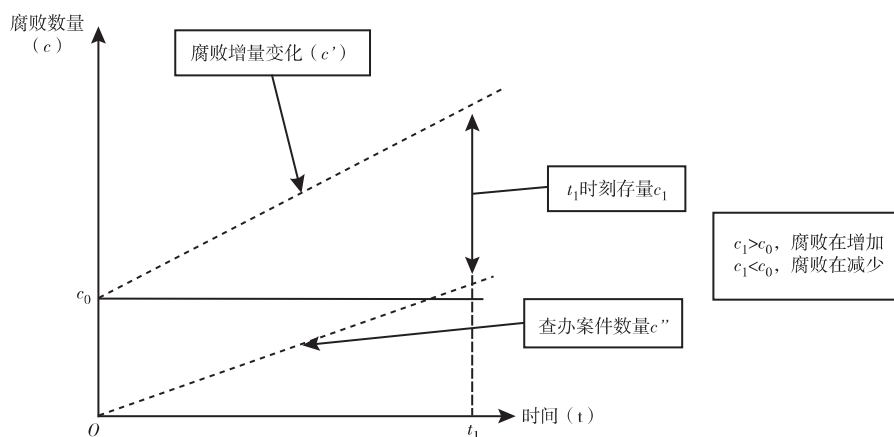 腐败数量
(c)
腐败增量变化(c’)
t₁时刻存量c₁
c₁>c₀，腐败在增加
c₁<c₀，腐败在减少
c₀
查办案件数量c”
时间(t)
O
t₁